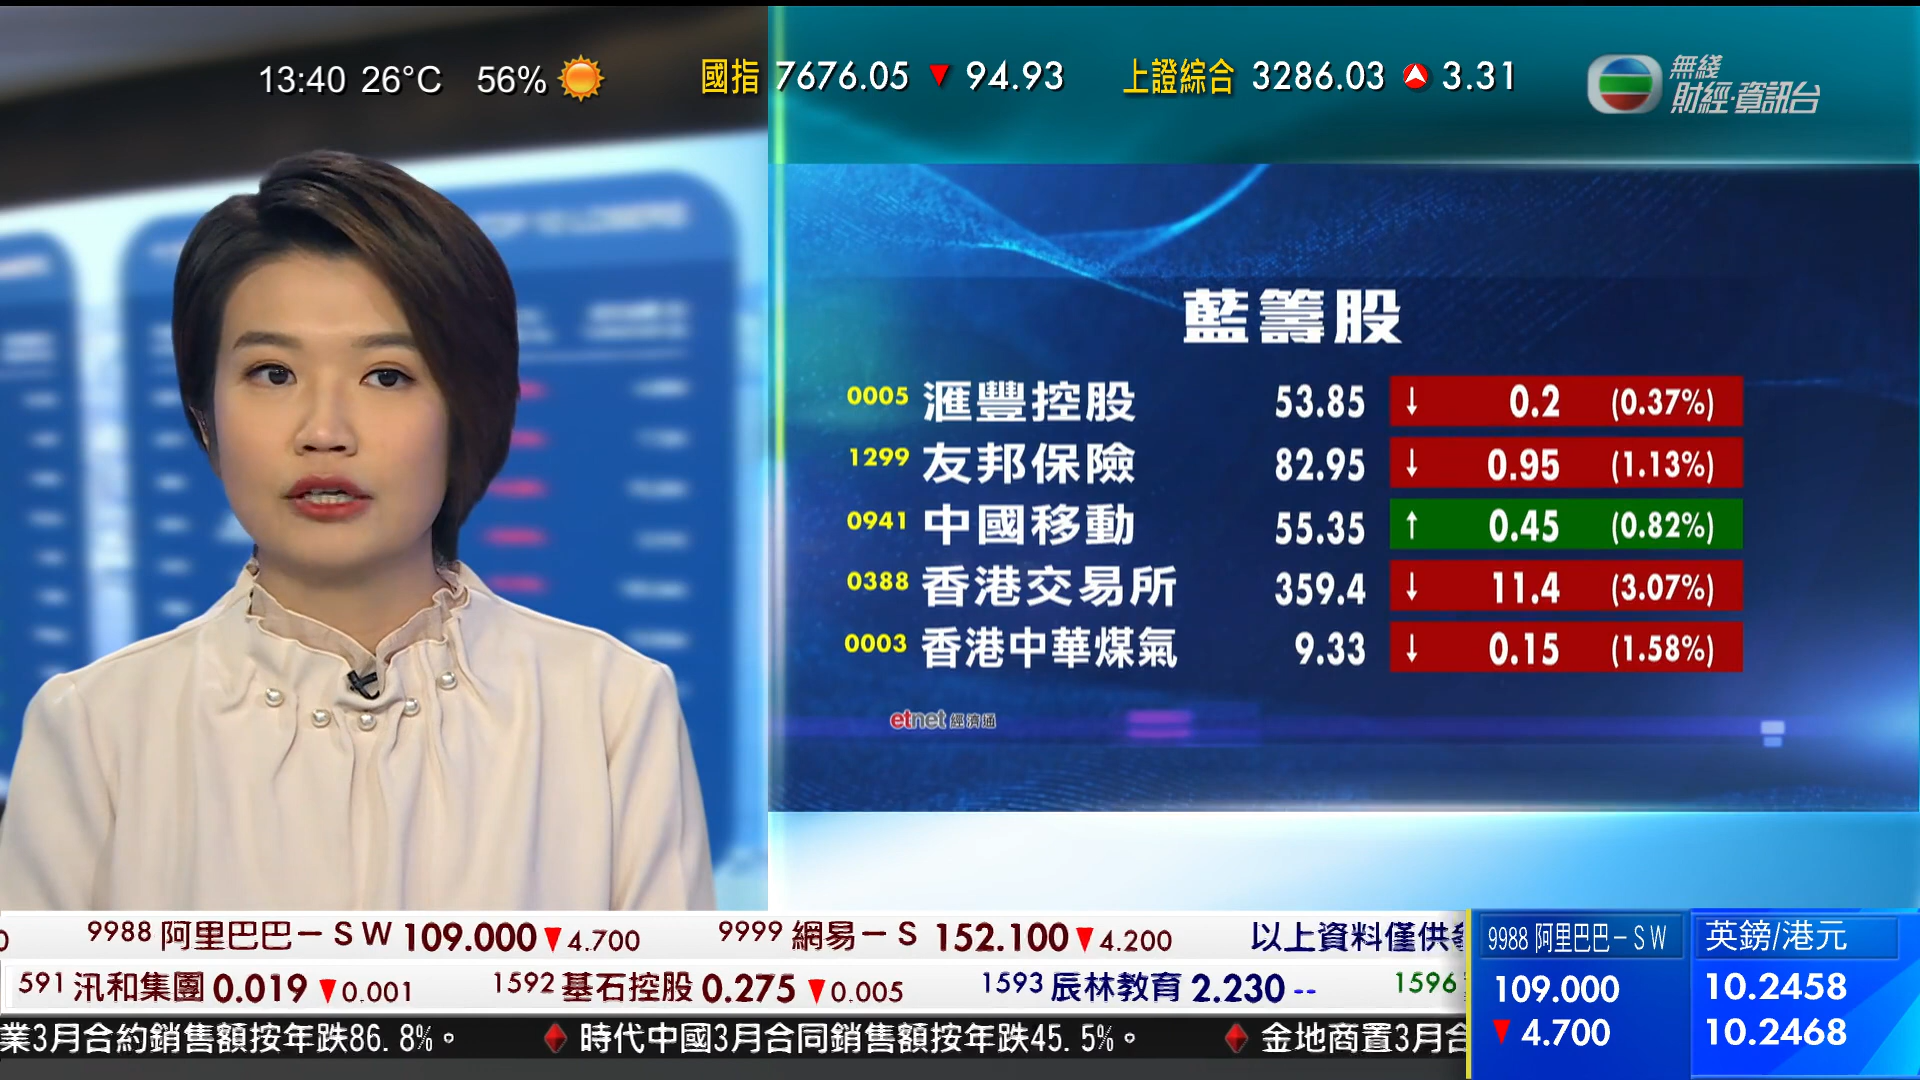 13:40 26°C 56%
國指 7676.05 ▼ 94.93 上證綜合 3286.03 ▲ 3.31
無綫
財經·資訊台
TOP 10 LOSERS
藍籌股
0005 滙豐控股 53.85 ↓ 0.2 (0.37%)
1299 友邦保險 82.95 ↓ 0.95 (1.13%)
0941 中國移動 55.35 ↑ 0.45 (0.82%)
0388 香港交易所 359.4 ↓ 11.4 (3.07%)
0003 香港中華煤氣 9.33 ↓ 0.15 (1.58%)
etnet 經濟通
9988 阿里巴巴－ＳＷ 109.000 ▼ 4.700 9999 網易－Ｓ 152.100 ▼ 4.200 以上資料僅供
591 汛和集團 0.019 ▼ 0.001 1592 基石控股 0.275 ▼ 0.005 1593 辰林教育 2.230 -- 1596
業3月合約銷售額按年跌86.8%。 ◆ 時代中國3月合同銷售額按年跌45.5%。 ◆ 金地商置3月合
9988 阿里巴巴－ＳＷ
109.000
▼ 4.700
英鎊/港元
10.2458
10.2468